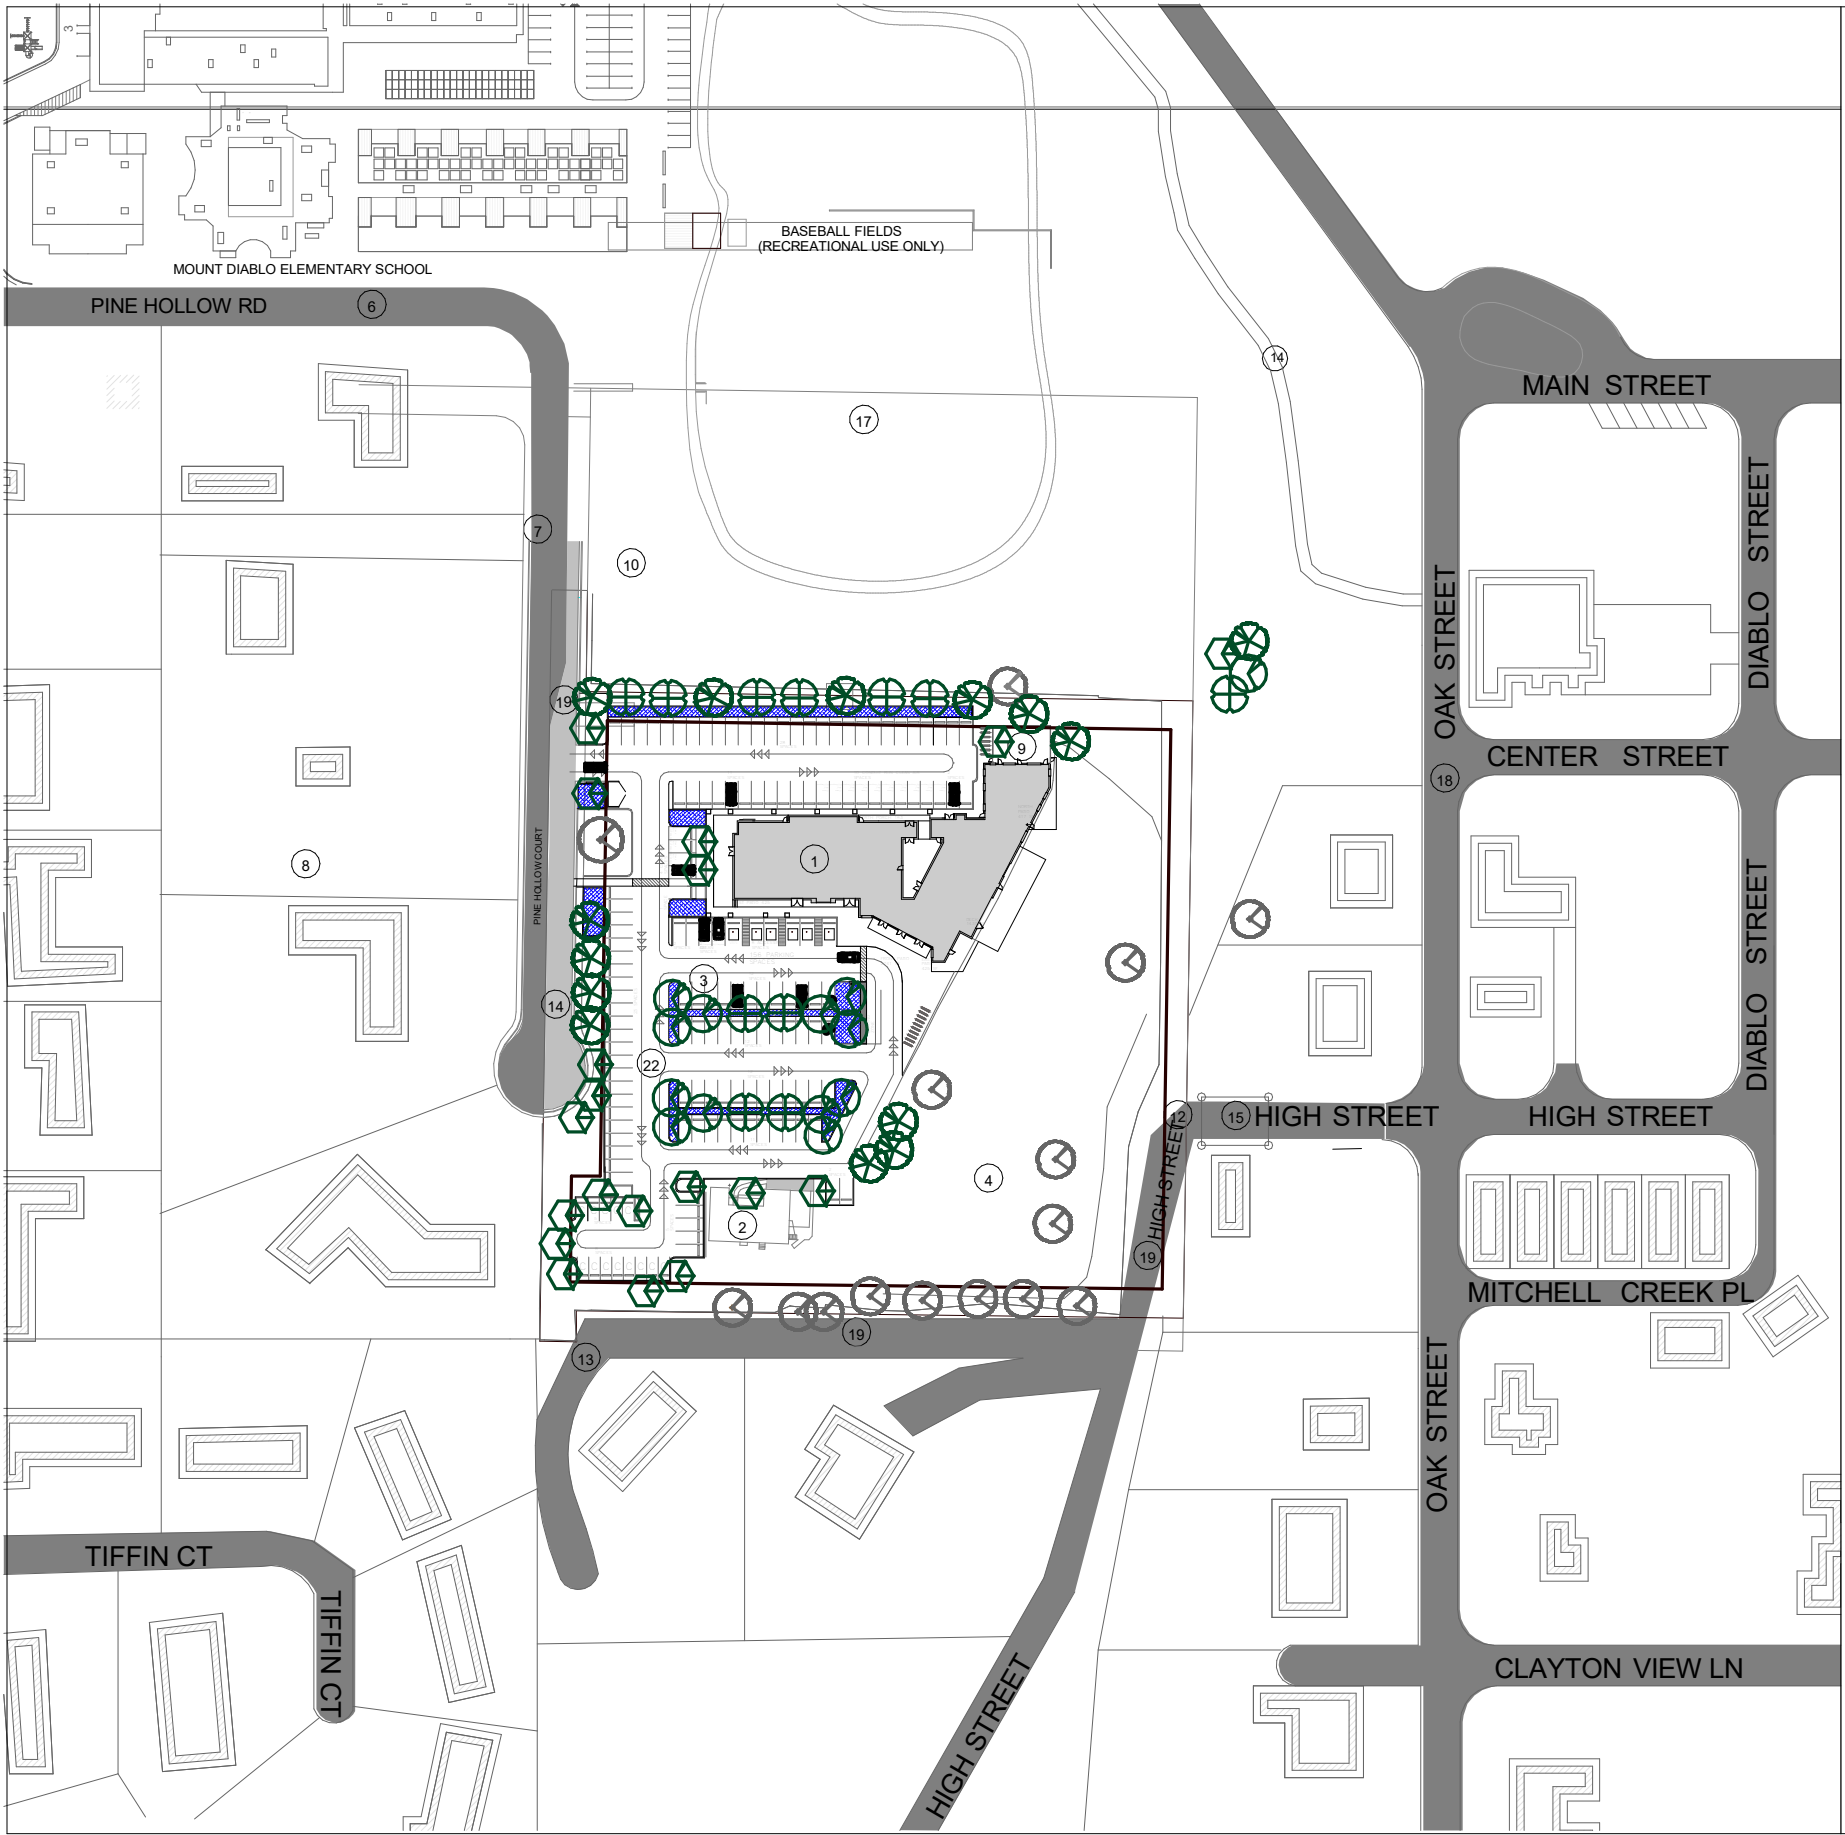 3
BASEBALL FIELDS
(RECREATIONAL USE ONLY)
MOUNT DIABLO ELEMENTARY SCHOOL
PINE HOLLOW RD
6
14
MAIN STREET
17
7
10
DIABLO STREET
OAK STREET
19
9
CENTER STREET
18
PINE HOLLOW COURT
8
1
3
14
22
DIABLO STREET
12
15
HIGH STREET
HIGH STREET
HIGH STREET
4
2
19
MITCHELL CREEK PL
19
13
OAK STREET
TIFFIN CT
TIFFIN CT
CLAYTON VIEW LN
HIGH STREET